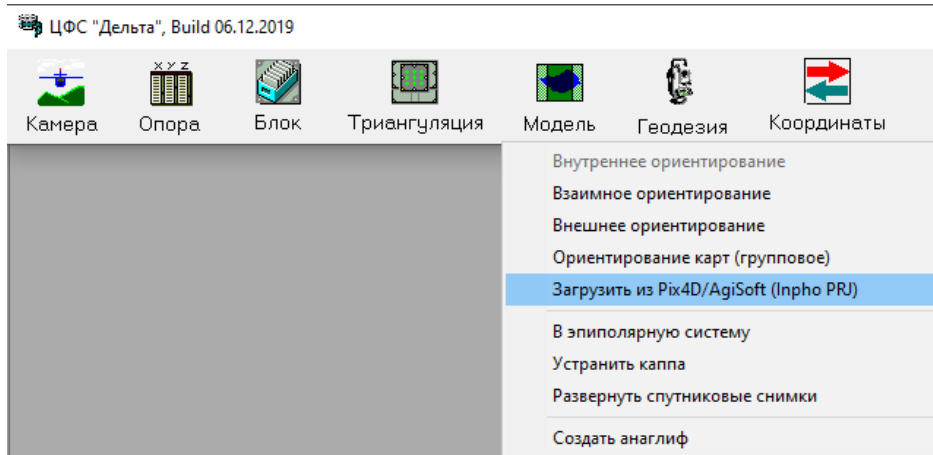 ЦФС "Дельта", Build 06.12.2019
X Y Z
Камера Опора Блок Триангуляция Модель Геодезия Координаты
Внутреннее ориентирование
Взаимное ориентирование
Внешнее ориентирование
Ориентирование карт (групповое)
Загрузить из Pix4D/AgiSoft (Inpho PRJ)
В эпиполярную систему
Устранить каппа
Развернуть спутниковые снимки
Создать анаглиф